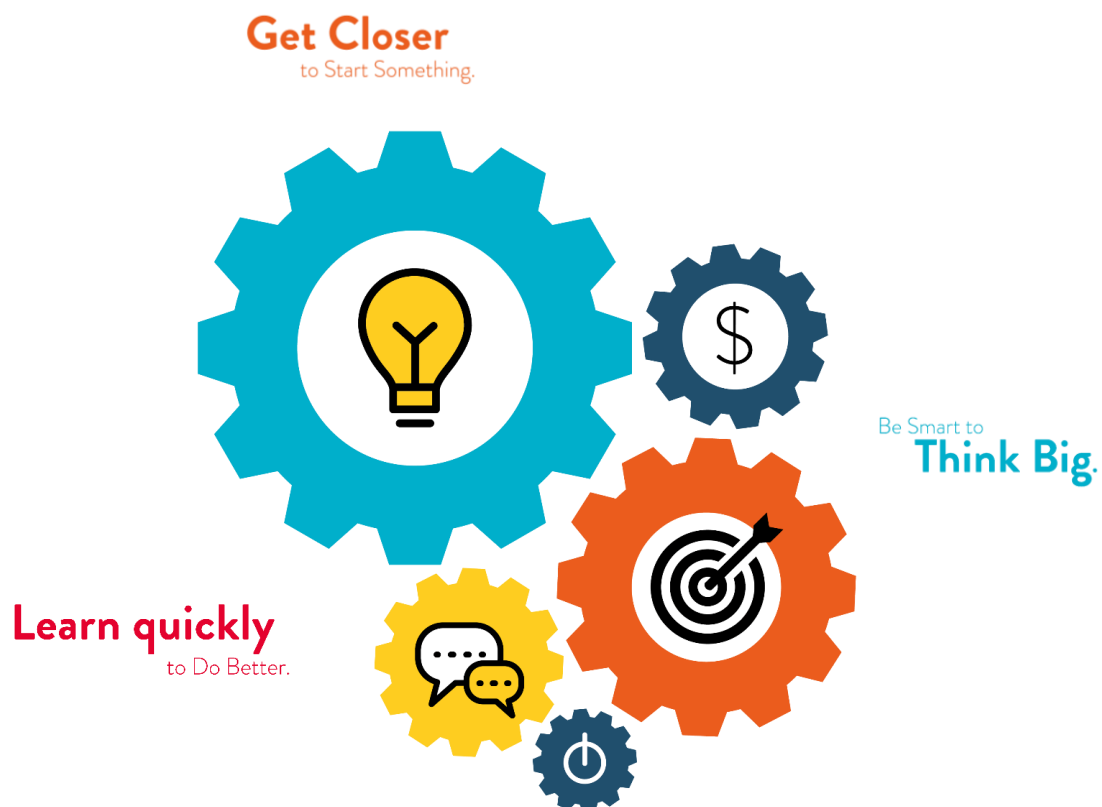 Get Closer
to Start Something.
$
Be Smart to
Think Big.
Learn quickly
to Do Better.